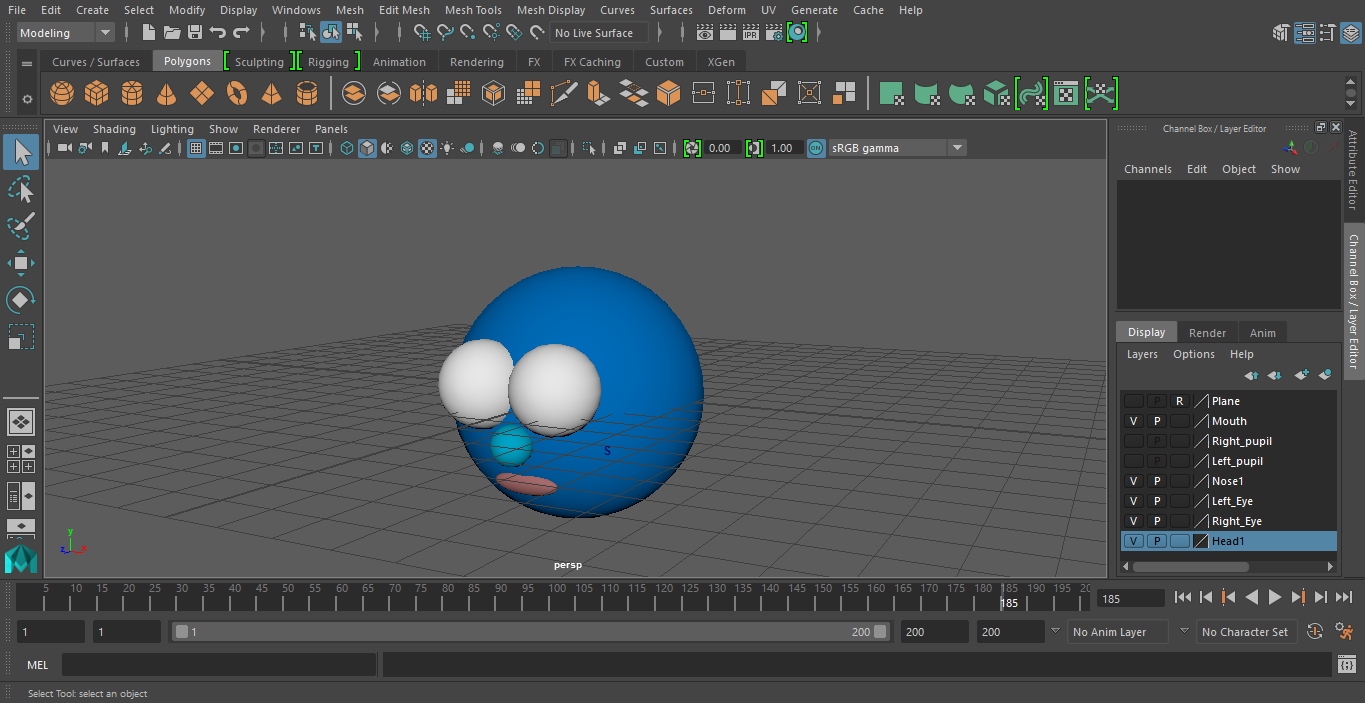 File Edit Create Select Modify Display Windows Mesh Edit Mesh Mesh Tools Mesh Display Curves Surfaces Deform UV Generate Cache Help
Modeling No Live Surface IPR
Curves / Surfaces Polygons Sculpting Rigging Animation Rendering FX FX Caching Custom XGen
View Shading Lighting Show Renderer Panels
0.00 1.00 ON sRGB gamma
Channel Box / Layer Editor
Channels Edit Object Show
Attribute Editor
Channel Box / Layer Editor
Display Render Anim
Layers Options Help
P R Plane
V P Mouth
P Right_pupil
P Left_pupil
V P Nose1
V P Left_Eye
V P Right_Eye
V P Head1
S
y
z x
persp
5 10 15 20 25 30 35 40 45 50 55 60 65 70 75 80 85 90 95 100 105 110 115 120 125 130 135 140 145 150 155 160 165 170 175 180 185 190 195 20
185
185
1 1 1 200 200 200 No Anim Layer No Character Set
MEL
Select Tool: select an object